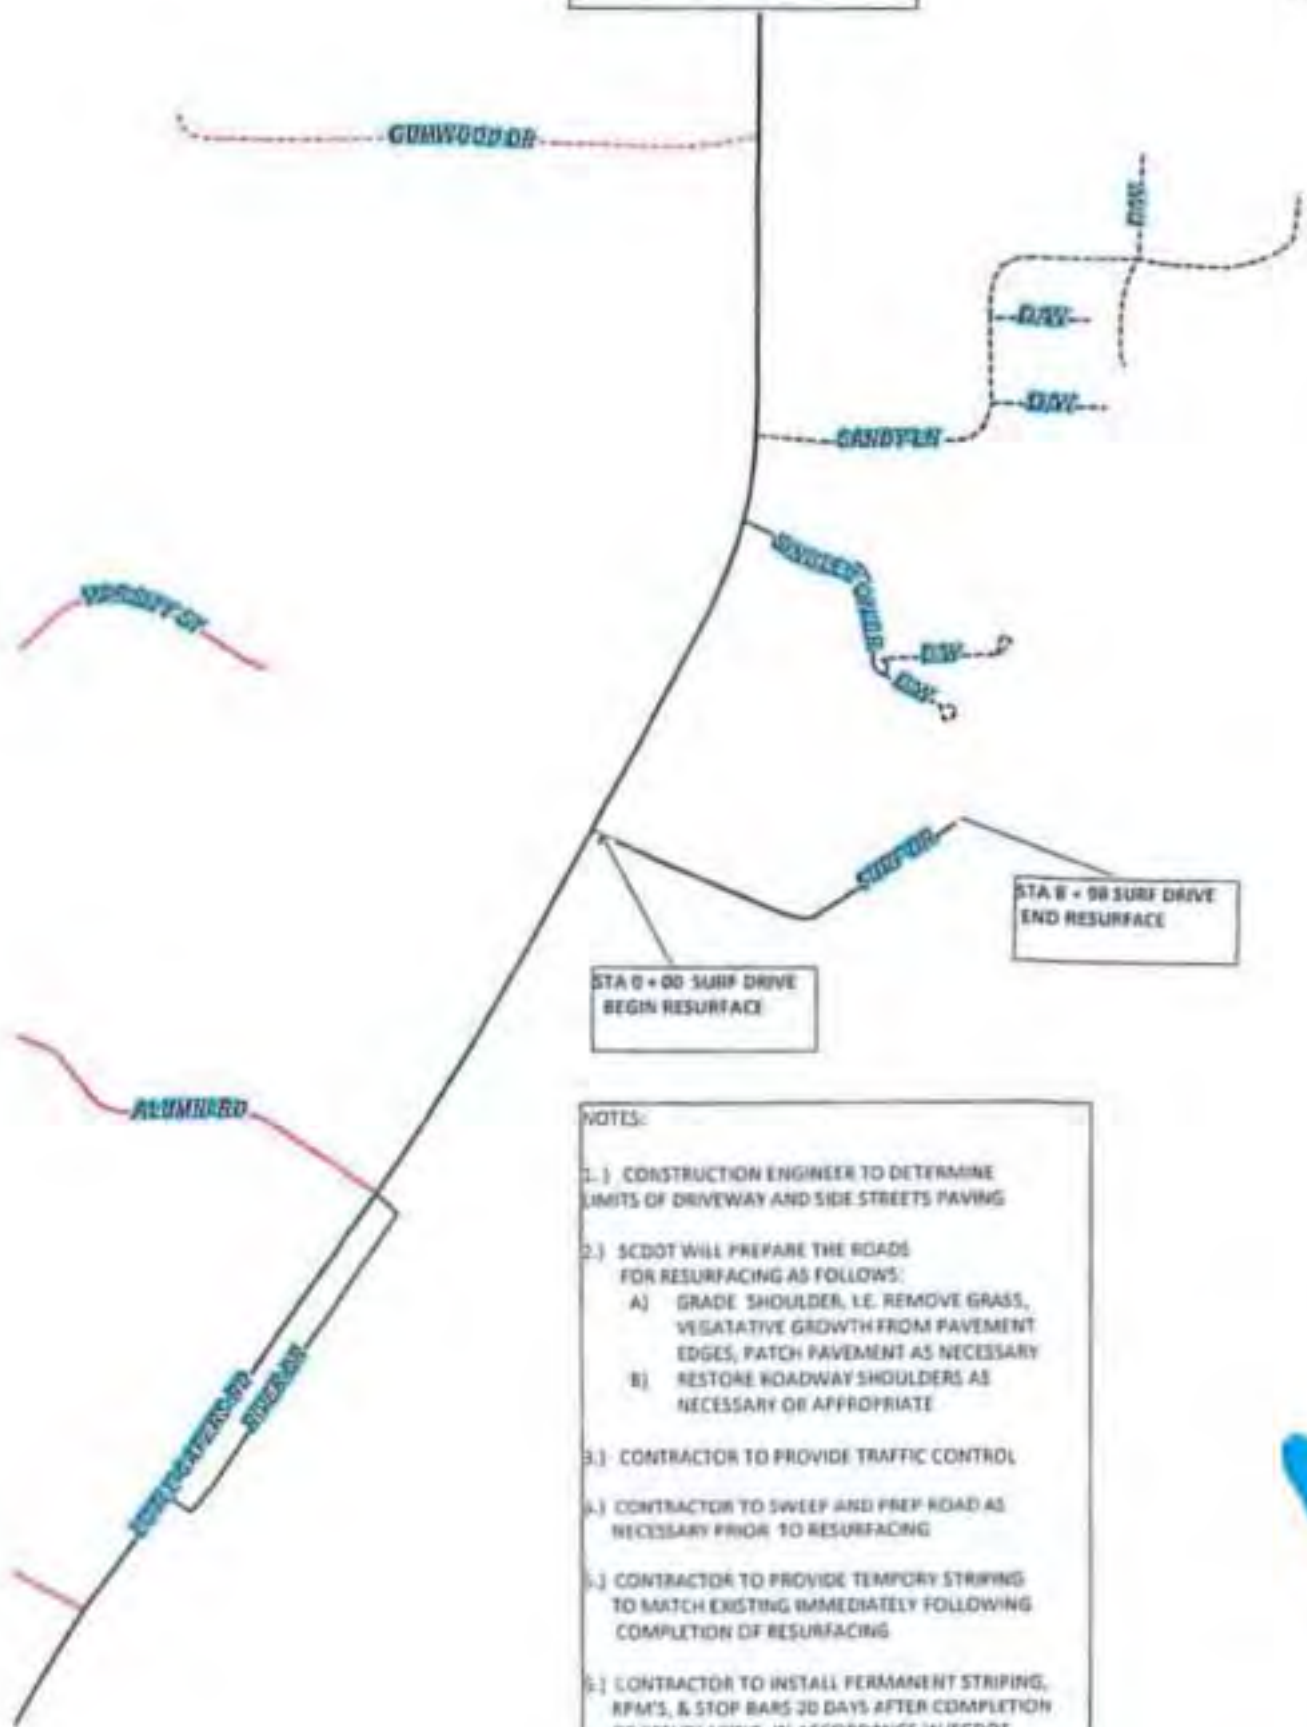 GUMWOOD DR
D/W
D/W
D/W
CANDY LN
D/W
D/W
SURF DR
STA 8 + 98 SURF DRIVE
END RESURFACE
STA 0 + 00 SURF DRIVE
BEGIN RESURFACE
ALUMNI RD
RD
NOTES:
1.) CONSTRUCTION ENGINEER TO DETERMINE
LIMITS OF DRIVEWAY AND SIDE STREETS PAVING
2.) SCDOT WILL PREPARE THE ROADS
FOR RESURFACING AS FOLLOWS:
A) GRADE SHOULDER, I.E. REMOVE GRASS,
VEGATATIVE GROWTH FROM PAVEMENT
EDGES, PATCH PAVEMENT AS NECESSARY
B) RESTORE ROADWAY SHOULDERS AS
NECESSARY OR APPROPRIATE
3.) CONTRACTOR TO PROVIDE TRAFFIC CONTROL
4.) CONTRACTOR TO SWEEP AND PREP ROAD AS
NECESSARY PRIOR TO RESURFACING
5.) CONTRACTOR TO PROVIDE TEMPORY STRIPING
TO MATCH EXISTING IMMEDIATELY FOLLOWING
COMPLETION OF RESURFACING
6.) CONTRACTOR TO INSTALL PERMANENT STRIPING,
RPM'S, & STOP BARS 20 DAYS AFTER COMPLETION